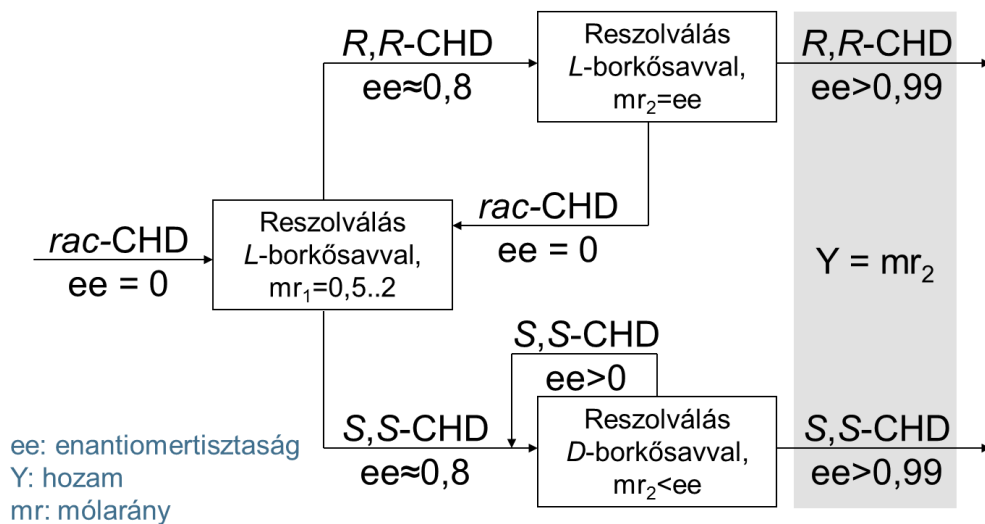 R,R-CHD
ee≈0,8
Reszolválás
L-borkősavval,
mr₂=ee
R,R-CHD
ee>0,99
rac-CHD
ee = 0
Reszolválás
L-borkősavval,
mr₁=0,5..2
rac-CHD
ee = 0
Y = mr₂
S,S-CHD
ee>0
S,S-CHD
ee≈0,8
Reszolválás
D-borkősavval,
mr₂<ee
S,S-CHD
ee>0,99
ee: enantiomertisztaság
Y: hozam
mr: mólarány